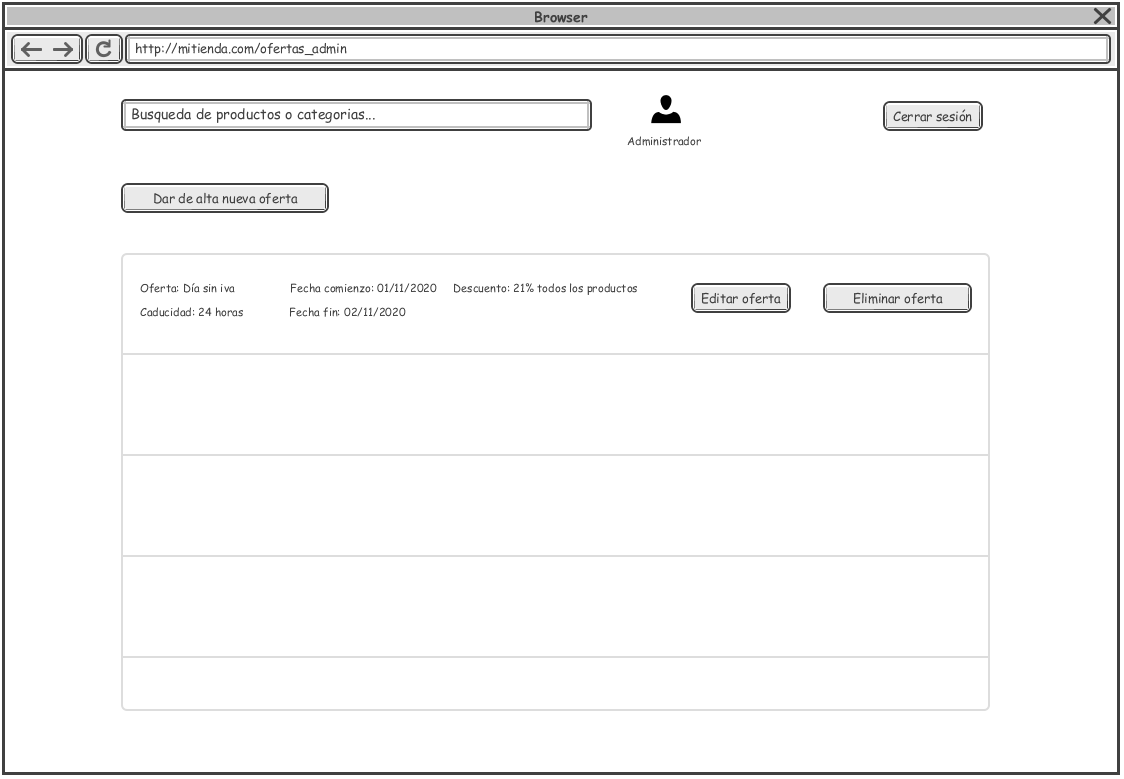 Browser
http://mitienda.com/ofertas_admin
Busqueda de productos o categorias...
Administrador
Cerrar sesión
Dar de alta nueva oferta
Oferta: Día sin iva Fecha comienzo: 01/11/2020 Descuento: 21% todos los productos
Editar oferta Eliminar oferta
Caducidad: 24 horas Fecha fin: 02/11/2020